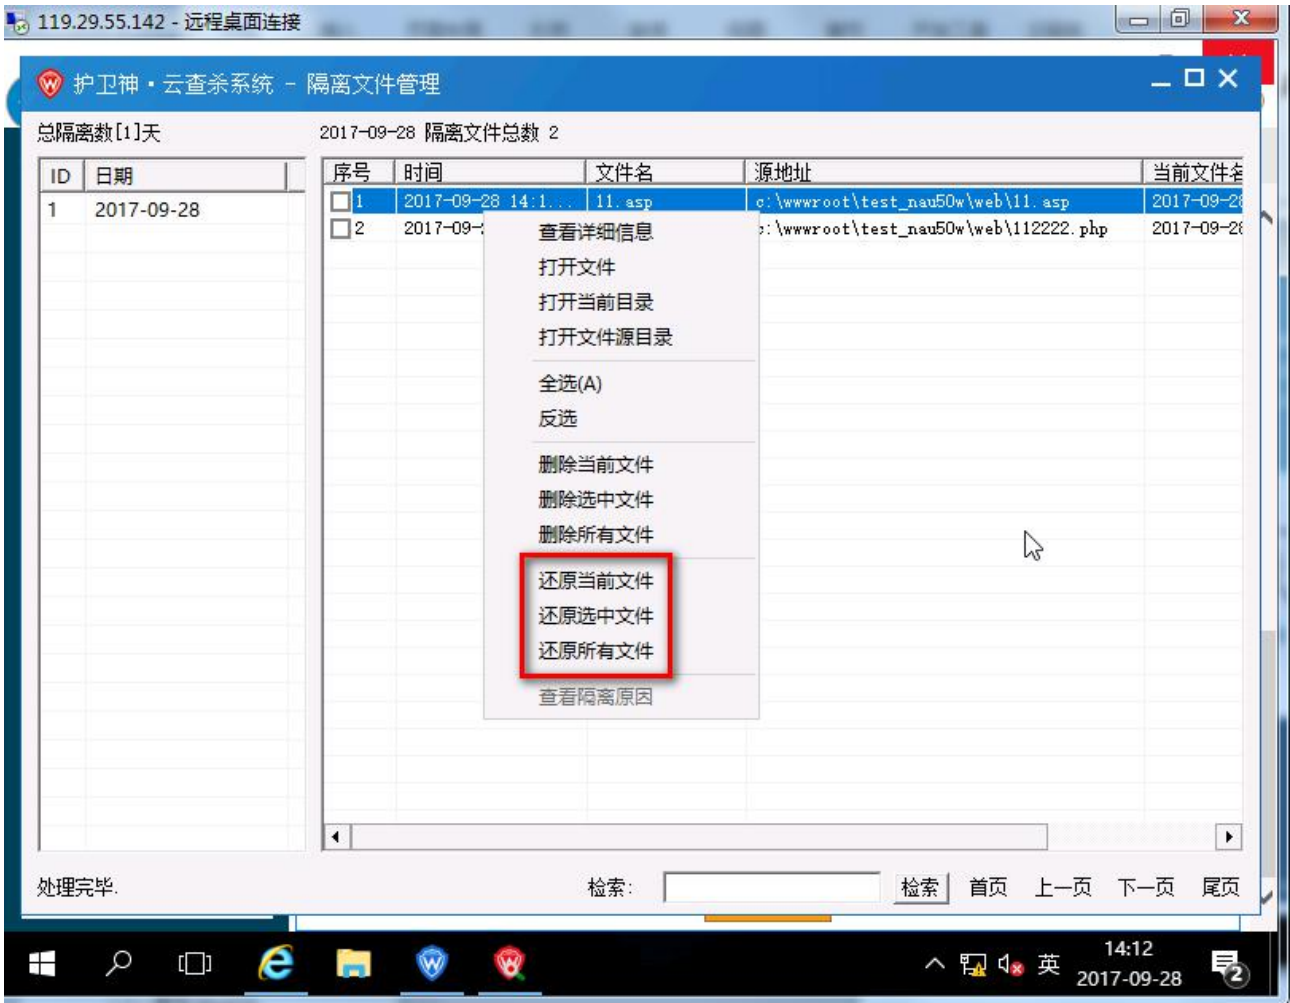 119.29.55.142 - 远程桌面连接
护卫神·云查杀系统 - 隔离文件管理
总隔离数[1]天
2017-09-28 隔离文件总数 2
ID 日期
1 2017-09-28
序号 时间 文件名 源地址 当前文件名
1 2017-09-28 14:1... 11.asp c:\wwwroot\test_nau50w\web\11.asp 2017-09-28
2 2017-09- :\wwwroot\test_nau50w\web\112222.php 2017-09-28
查看详细信息
打开文件
打开当前目录
打开文件源目录
全选(A)
反选
删除当前文件
删除选中文件
删除所有文件
还原当前文件
还原选中文件
还原所有文件
查看隔离原因
处理完毕.
检索:
检索 首页 上一页 下一页 尾页
英
14:12
2017-09-28
2